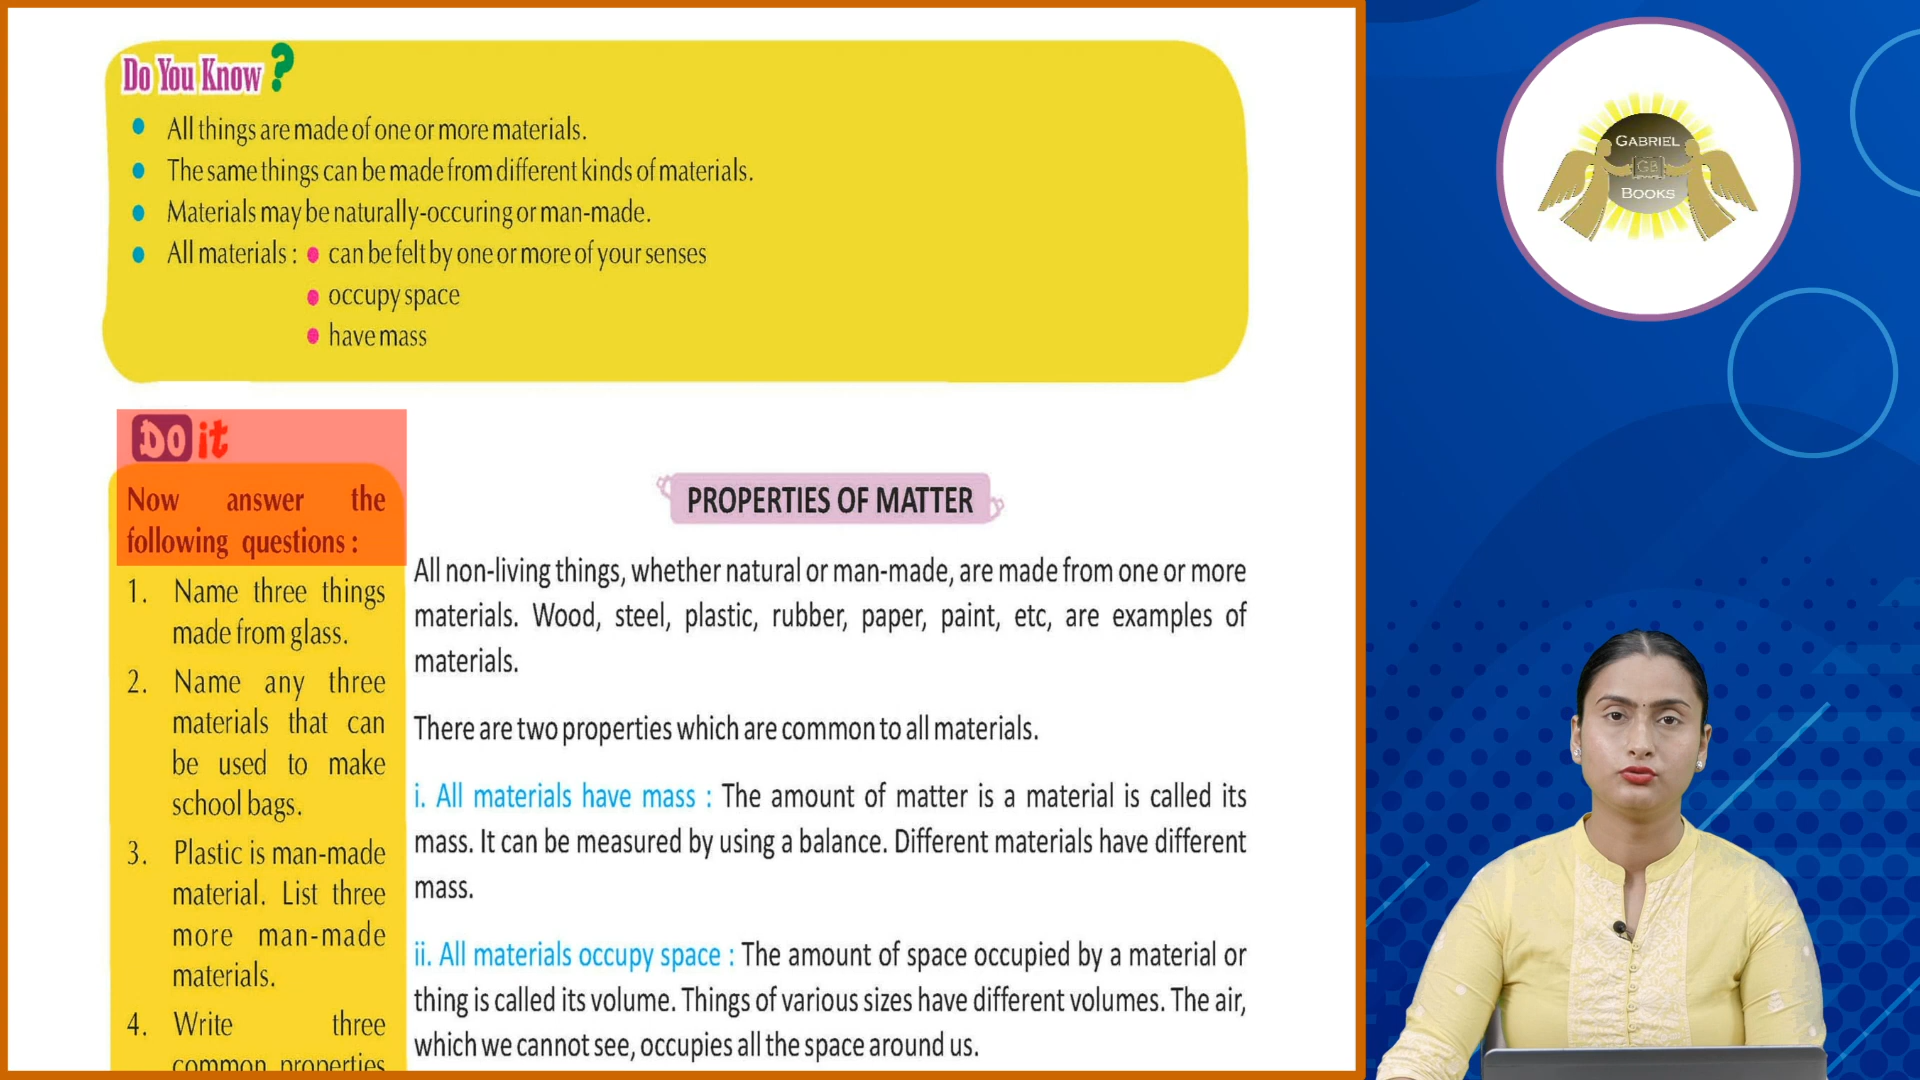 Do You Know ?
All things are made of one or more materials.
The same things can be made from different kinds of materials.
Materials may be naturally-occuring or man-made.
All materials : can be felt by one or more of your senses
occupy space
have mass
Do it
Now answer the
following questions :
1. Name three things
made from glass.
2. Name any three
materials that can
be used to make
school bags.
3. Plastic is man-made
material. List three
more man-made
materials.
4. Write three
common properties
PROPERTIES OF MATTER
All non-living things, whether natural or man-made, are made from one or more
materials. Wood, steel, plastic, rubber, paper, paint, etc, are examples of
materials.
There are two properties which are common to all materials.
i. All materials have mass : The amount of matter is a material is called its
mass. It can be measured by using a balance. Different materials have different
mass.
ii. All materials occupy space : The amount of space occupied by a material or
thing is called its volume. Things of various sizes have different volumes. The air,
which we cannot see, occupies all the space around us.
GABRIEL
GB
BOOKS